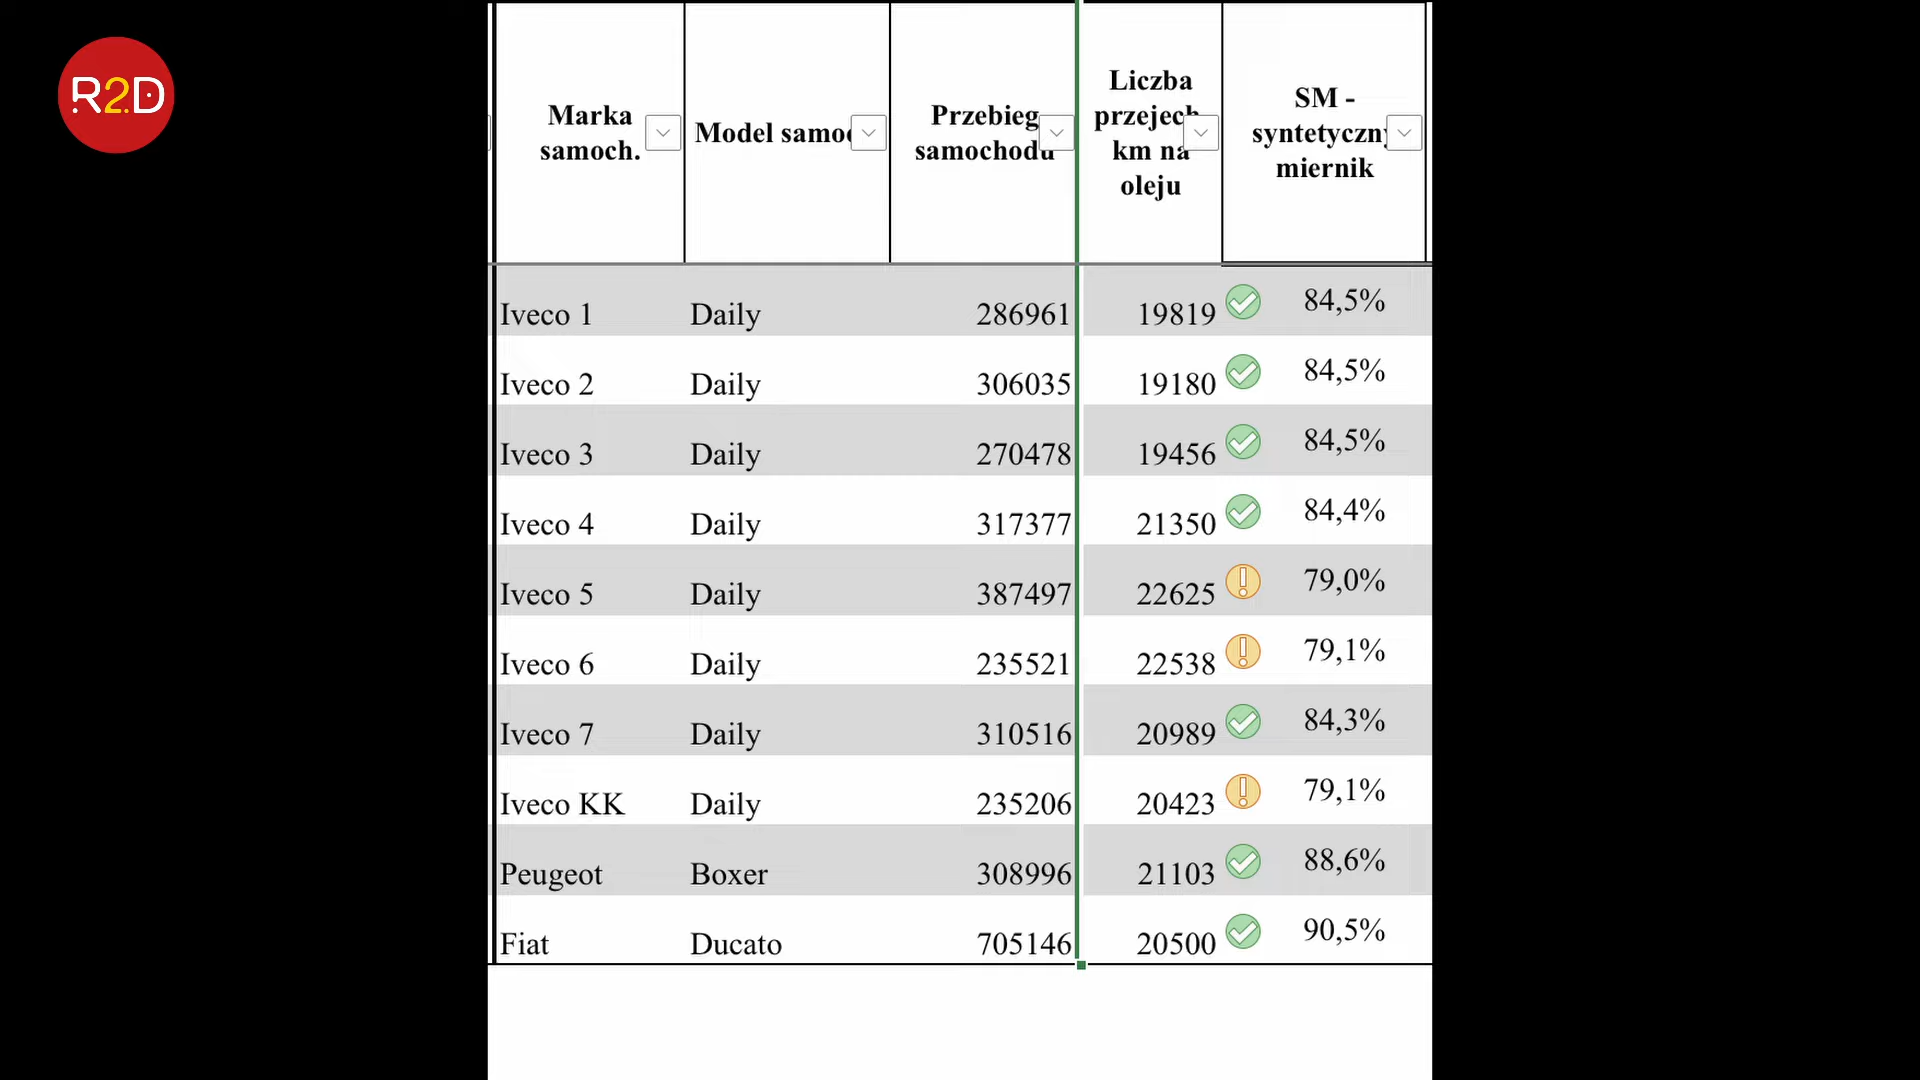 R2D
Marka samoch.
Model samoc
Przebieg samochodu
Liczba przejech. km na oleju
SM - syntetyczny miernik
Iveco 1 Daily 286961 19819 84,5%
Iveco 2 Daily 306035 19180 84,5%
Iveco 3 Daily 270478 19456 84,5%
Iveco 4 Daily 317377 21350 84,4%
Iveco 5 Daily 387497 22625 79,0%
Iveco 6 Daily 235521 22538 79,1%
Iveco 7 Daily 310516 20989 84,3%
Iveco KK Daily 235206 20423 79,1%
Peugeot Boxer 308996 21103 88,6%
Fiat Ducato 705146 20500 90,5%